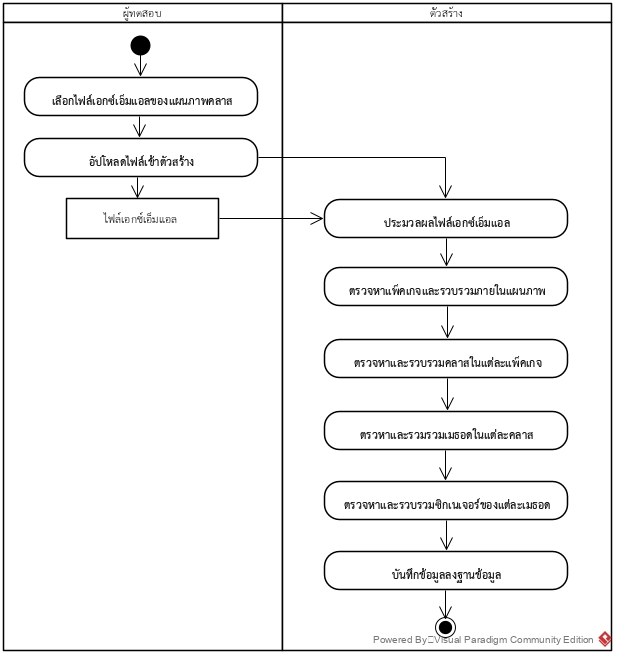 ผู้ทดสอบ
ตัวสร้าง
เลือกไฟล์เอกซ์เอ็มแอลของแผนภาพคลาส
อัปโหลดไฟล์เข้าตัวสร้าง
ไฟล์เอกซ์เอ็มแอล
ประมวลผลไฟล์เอกซ์เอ็มแอล
ตรวจหาแพ็คเกจและรวบรวมภายในแผนภาพ
ตรวจหาและรวบรวมคลาสในแต่ละแพ็คเกจ
ตรวหาและรวมรวมเมธอดในแต่ละคลาส
ตรวจหาและรวบรวมซิกเนเจอร์ของแต่ละเมธอด
บันทึกข้อมูลลงฐานข้อมูล
Powered By□Visual Paradigm Community Edition